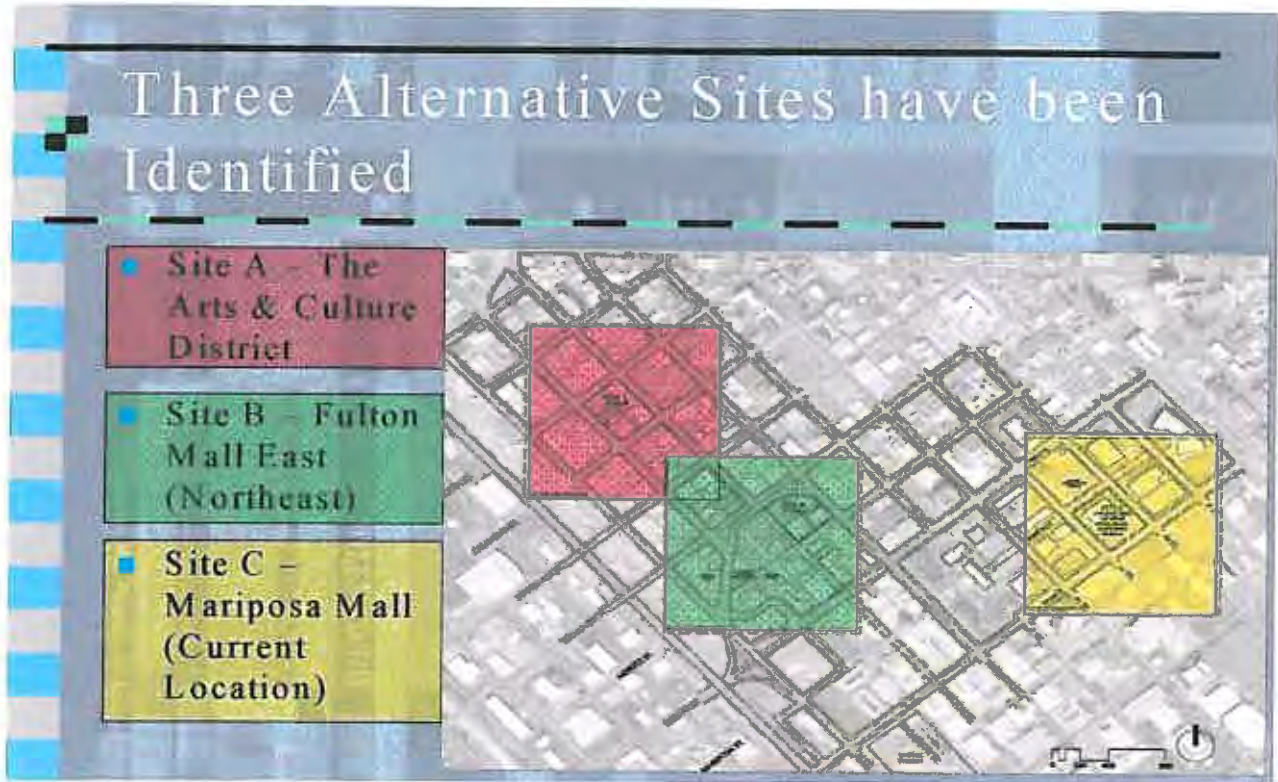 Three Alternative Sites have been
Identified
Site A – The
Arts & Culture
District
Site B – Fulton
Mall East
(Northeast)
Site C –
Mariposa Mall
(Current
Location)